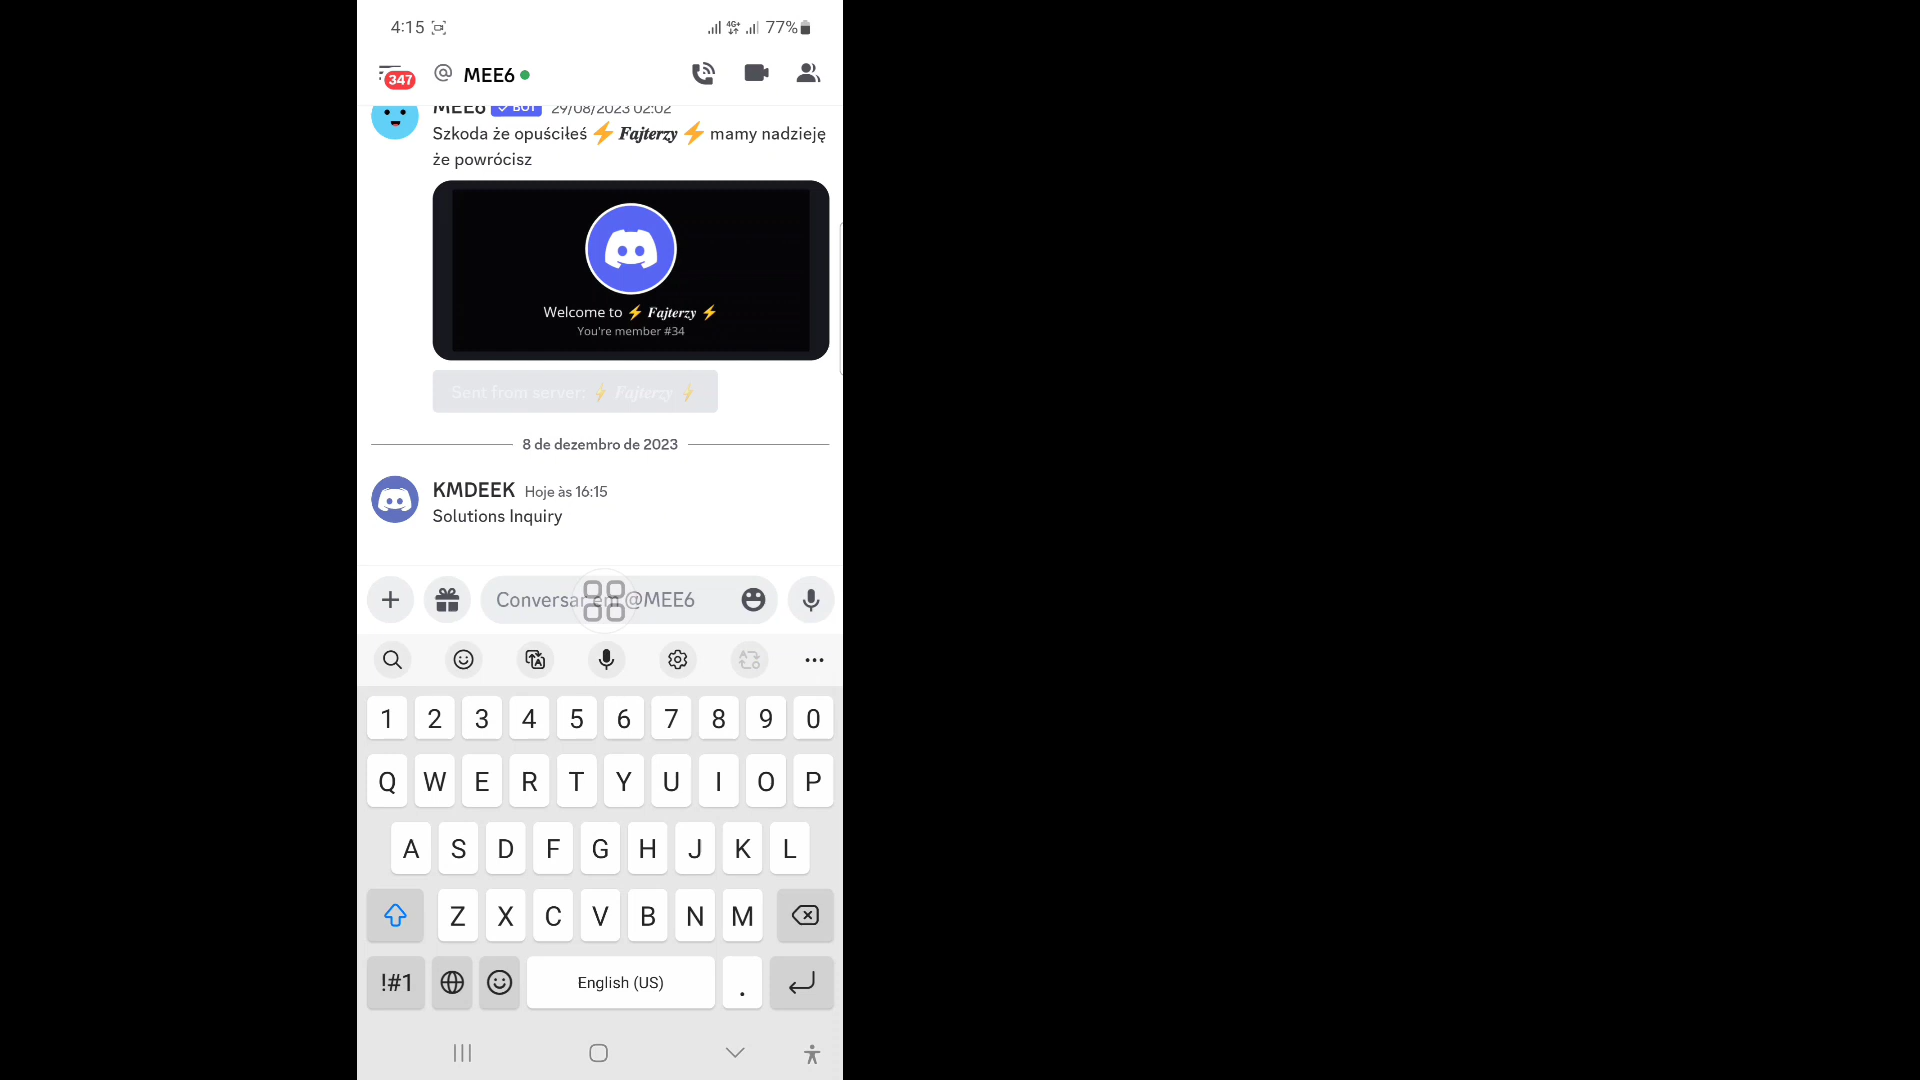 4:15 4G+ 77%
347 @ MEE6
MEE6 ✓ BOT 29/08/2023 02:02
Szkoda że opuściłeś ⚡ Fajterzy ⚡ mamy nadzieję
że powrócisz
Welcome to ⚡ Fajterzy ⚡
You're member #34
Sent from server: ⚡ Fajterzy ⚡
8 de dezembro de 2023
KMDEEK Hoje às 16:15
Solutions Inquiry
Conversar em @MEE6
1 2 3 4 5 6 7 8 9 0
Q W E R T Y U I O P
A S D F G H J K L
Z X C V B N M
!#1 English (US) .